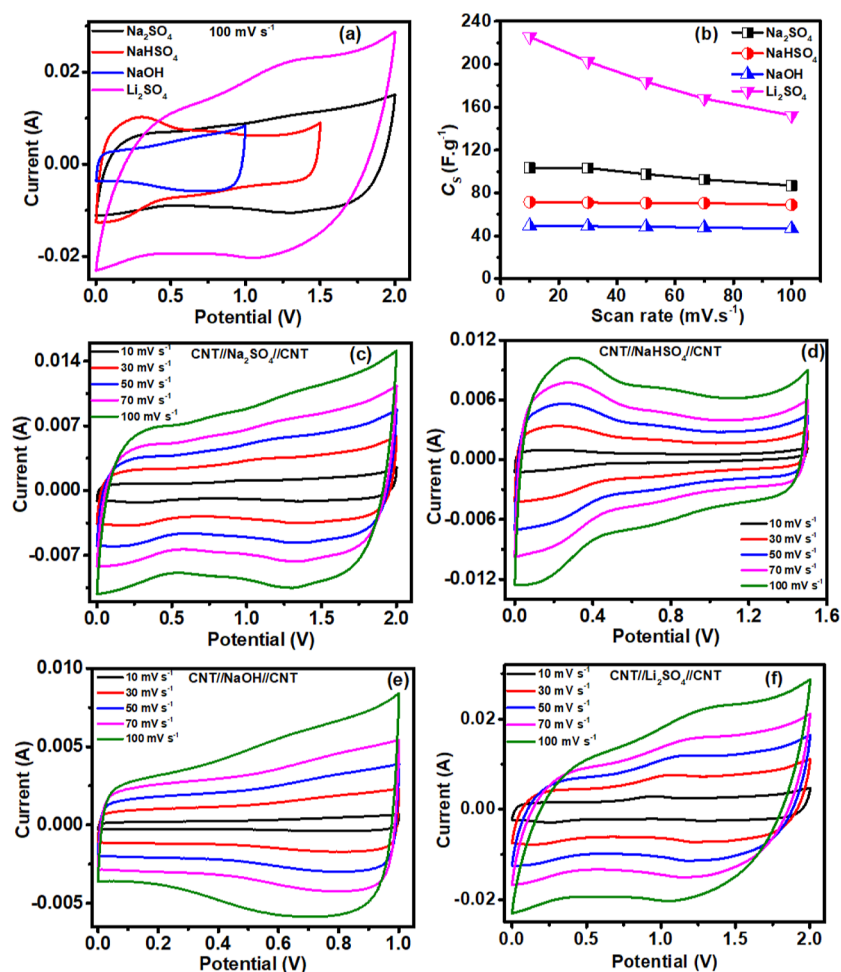 100 mV s⁻¹
(a)
Na₂SO₄
NaHSO₄
NaOH
Li₂SO₄
0.02
0.00
-0.02
Current (A)
0.0 0.5 1.0 1.5 2.0
Potential (V)
(b)
Na₂SO₄
NaHSO₄
NaOH
Li₂SO₄
240
200
160
120
80
40
0
Cₛ (F.g⁻¹)
0 20 40 60 80 100
Scan rate (mV.s⁻¹)
(c)
CNT//Na₂SO₄//CNT
10 mV s⁻¹
30 mV s⁻¹
50 mV s⁻¹
70 mV s⁻¹
100 mV s⁻¹
0.014
0.007
0.000
-0.007
Current (A)
0.0 0.5 1.0 1.5 2.0
Potential (V)
(d)
CNT//NaHSO₄//CNT
0.012
0.006
0.000
-0.006
-0.012
Current (A)
10 mV s⁻¹
30 mV s⁻¹
50 mV s⁻¹
70 mV s⁻¹
100 mV s⁻¹
0.0 0.4 0.8 1.2 1.6
Potential (V)
(e)
CNT//NaOH//CNT
10 mV s⁻¹
30 mV s⁻¹
50 mV s⁻¹
70 mV s⁻¹
100 mV s⁻¹
0.010
0.005
0.000
-0.005
Current (A)
0.0 0.2 0.4 0.6 0.8 1.0
Potential (V)
(f)
CNT//Li₂SO₄//CNT
10 mV s⁻¹
30 mV s⁻¹
50 mV s⁻¹
70 mV s⁻¹
100 mV s⁻¹
0.02
0.00
-0.02
Current (A)
0.0 0.5 1.0 1.5 2.0
Potential (V)